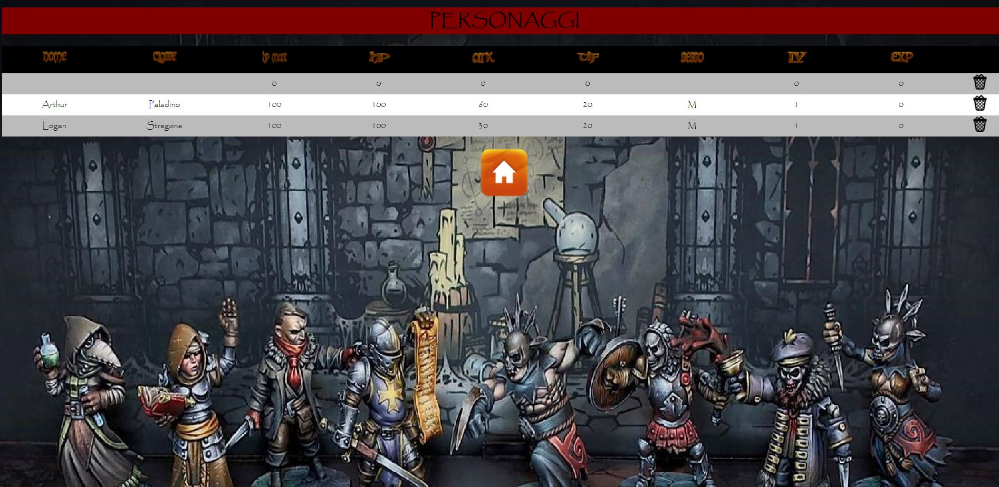 PERSONAGGI
NOME CLASSE HP MAX HP ATK DIF SESSO LV EXP
0 0 0 0 0 0
Arthur Paladino 100 100 60 20 M 1 0
Logan Stregone 100 100 30 20 M 1 0